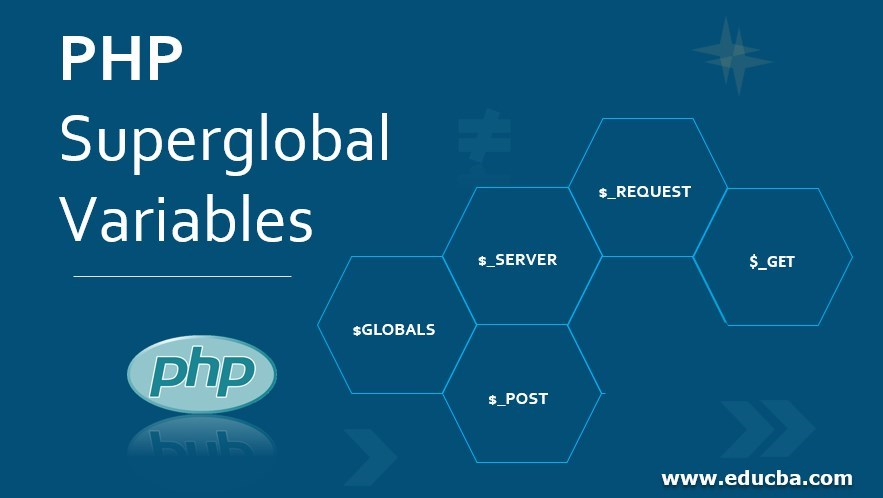 PHP
Superglobal
Variables
$_REQUEST
$_SERVER
$_GET
$GLOBALS
$_POST
php
www.educba.com